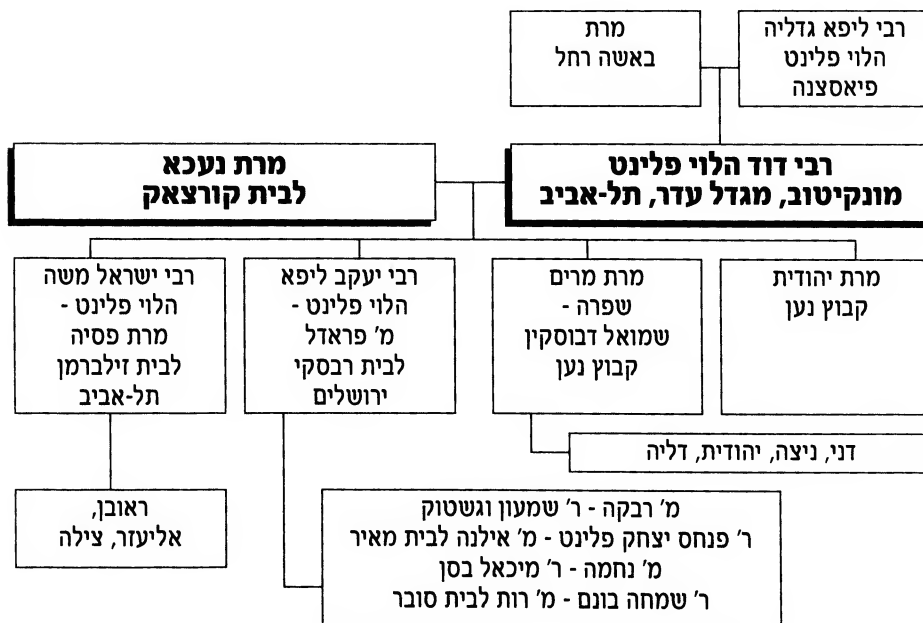 רבי ליפא גדליה
הלוי פלינט
פיאסצנה
מרת
באשה רחל
רבי דוד הלוי פלינט
מונקיטוב, מגדל עדר, תל-אביב
מרת נעכא
לבית קורצאק
מרת יהודית
קבוץ נען
מרת מרים
שפרה -
שמואל דבוסקין
קבוץ נען
רבי יעקב ליפא
הלוי פלינט -
מ' פראדל
לבית רבסקי
ירושלים
רבי ישראל משה
הלוי פלינט -
מרת פסיה
לבית זילברמן
תל-אביב
דני, ניצה, יהודית, דליה
מ' רבקה - ר' שמעון וגשטוק
ר' פנחס יצחק פלינט - מ' אילנה לבית מאיר
מ' נחמה - ר' מיכאל בסן
ר' שמחה בונם - מ' רות לבית סובר
ראובן,
אליעזר, צילה